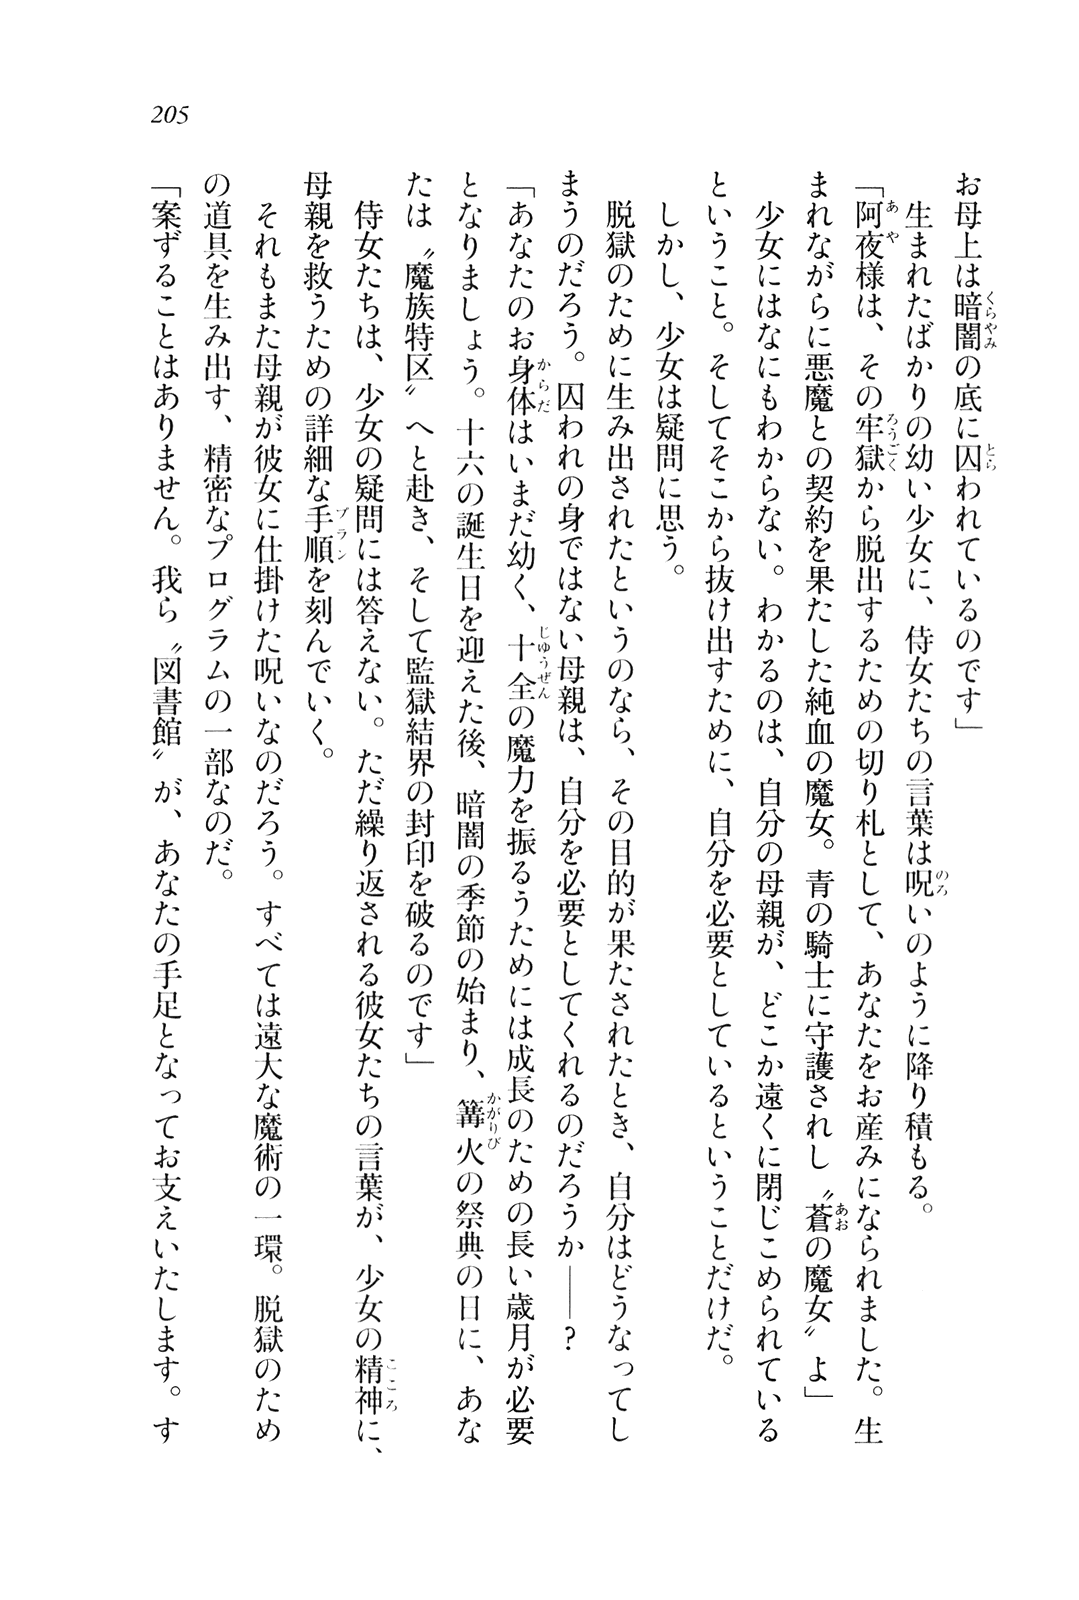 205
お母上は暗闇の底に囚われているのです」
生まれたばかりの幼い少女に、侍女たちの言葉は呪いのように降り積もる。
「阿夜様は、その牢獄から脱出するための切り札として、あなたをお産みになられました。生
まれながらに悪魔との契約を果たした純血の魔女。青の騎士に守護されし〝蒼の魔女〟よ」
少女にはなにもわからない。わかるのは、自分の母親が、どこか遠くに閉じこめられている
ということ。そしてそこから抜け出すために、自分を必要としているということだけだ。
しかし、少女は疑問に思う。
脱獄のために生み出されたというのなら、その目的が果たされたとき、自分はどうなってし
まうのだろう。囚われの身ではない母親は、自分を必要としてくれるのだろうか――?
「あなたのお身体はいまだ幼く、十全の魔力を振るうためには成長のための長い歳月が必要
となりましょう。十六の誕生日を迎えた後、暗闇の季節の始まり、篝火の祭典の日に、あな
たは〝魔族特区〟へと赴き、そして監獄結界の封印を破るのです」
侍女たちは、少女の疑問には答えない。ただ繰り返される彼女たちの言葉が、少女の精神に、
母親を救うための詳細な手順を刻んでいく。
それもまた母親が彼女に仕掛けた呪いなのだろう。すべては遠大な魔術の一環。脱獄のため
の道具を生み出す、精密なプログラムの一部なのだ。
「案ずることはありません。我ら〝図書館〟が、あなたの手足となってお支えいたします。す